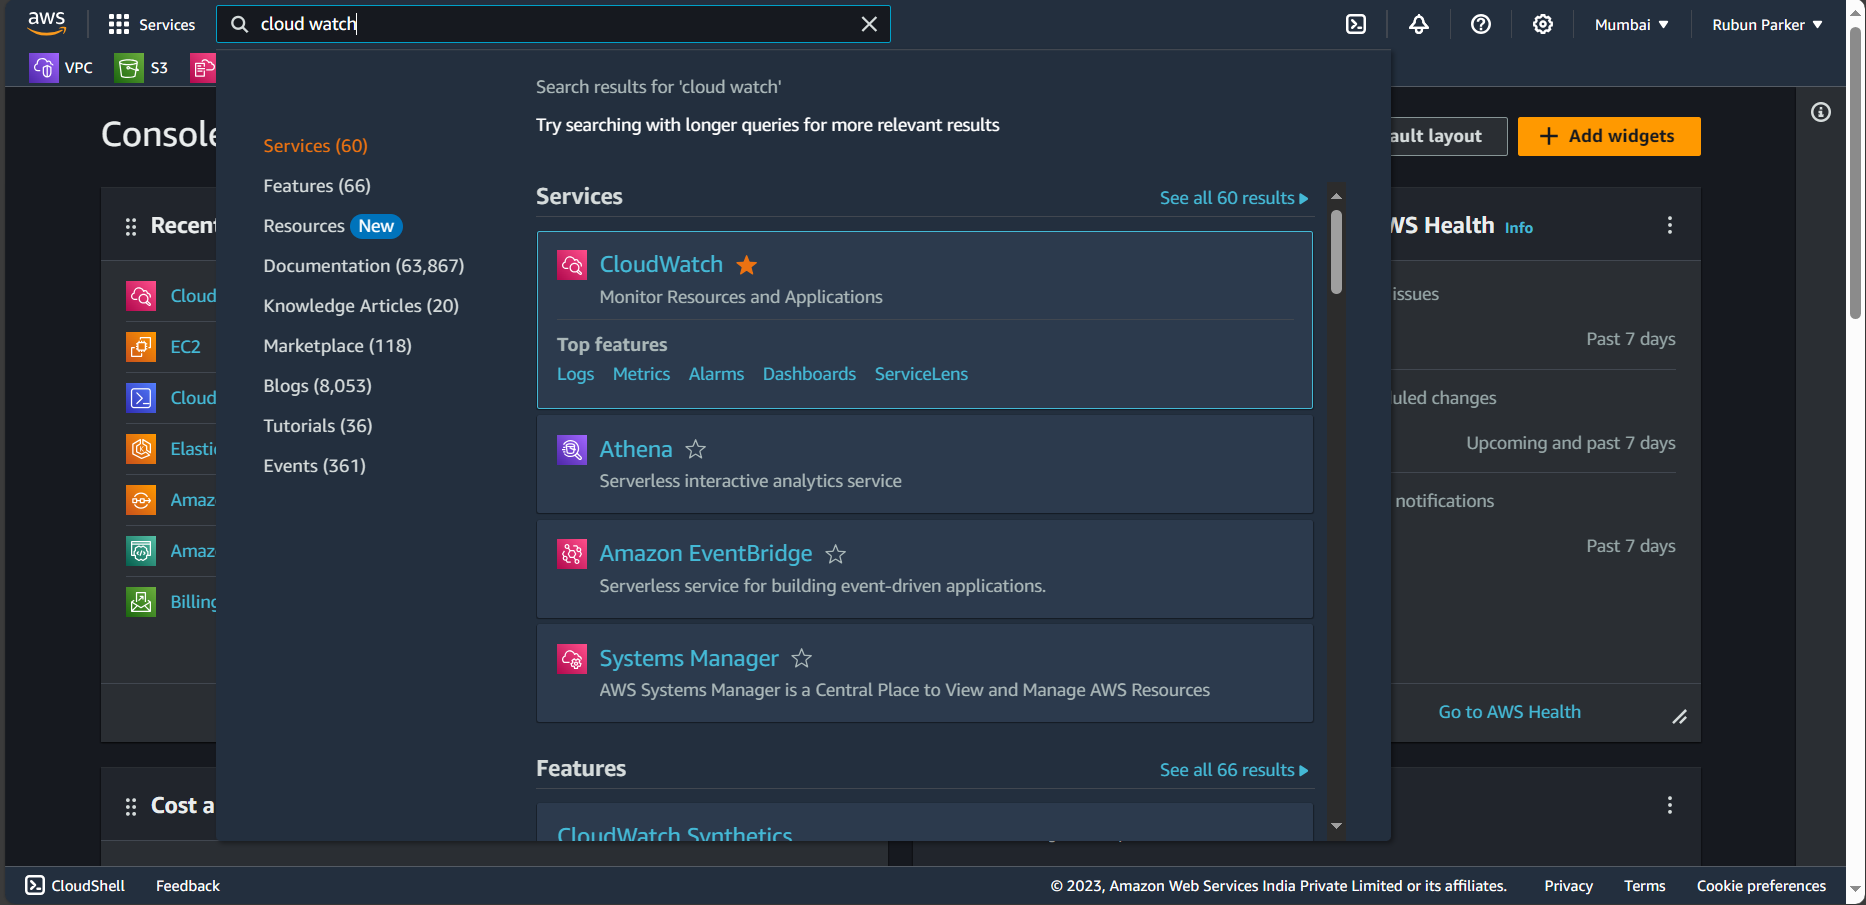 aws
Services
cloud watch
Mumbai
Rubun Parker
VPC
S3
Console
Search results for 'cloud watch'
Try searching with longer queries for more relevant results
Services (60)
Features (66)
Resources New
Documentation (63,867)
Knowledge Articles (20)
Marketplace (118)
Blogs (8,053)
Tutorials (36)
Events (361)
Services
See all 60 results
CloudWatch
Monitor Resources and Applications
Top features
Logs Metrics Alarms Dashboards ServiceLens
Athena
Serverless interactive analytics service
Amazon EventBridge
Serverless service for building event-driven applications.
Systems Manager
AWS Systems Manager is a Central Place to View and Manage AWS Resources
Features
See all 66 results
CloudWatch Synthetics
ault layout
Add widgets
Recent
Cloud
EC2
Cloud
Elastic
Amaz
Amaz
Billing
Cost a
WS Health Info
issues
Past 7 days
uled changes
Upcoming and past 7 days
notifications
Past 7 days
Go to AWS Health
CloudShell
Feedback
© 2023, Amazon Web Services India Private Limited or its affiliates.
Privacy
Terms
Cookie preferences